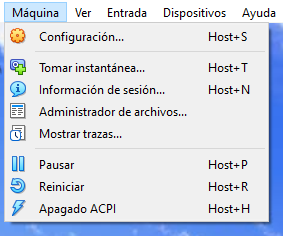 Máquina Ver Entrada Dispositivos Ayuda
Configuración... Host+S
Tomar instantánea... Host+T
Información de sesión... Host+N
Administrador de archivos...
Mostrar trazas...
Pausar Host+P
Reiniciar Host+R
Apagado ACPI Host+H